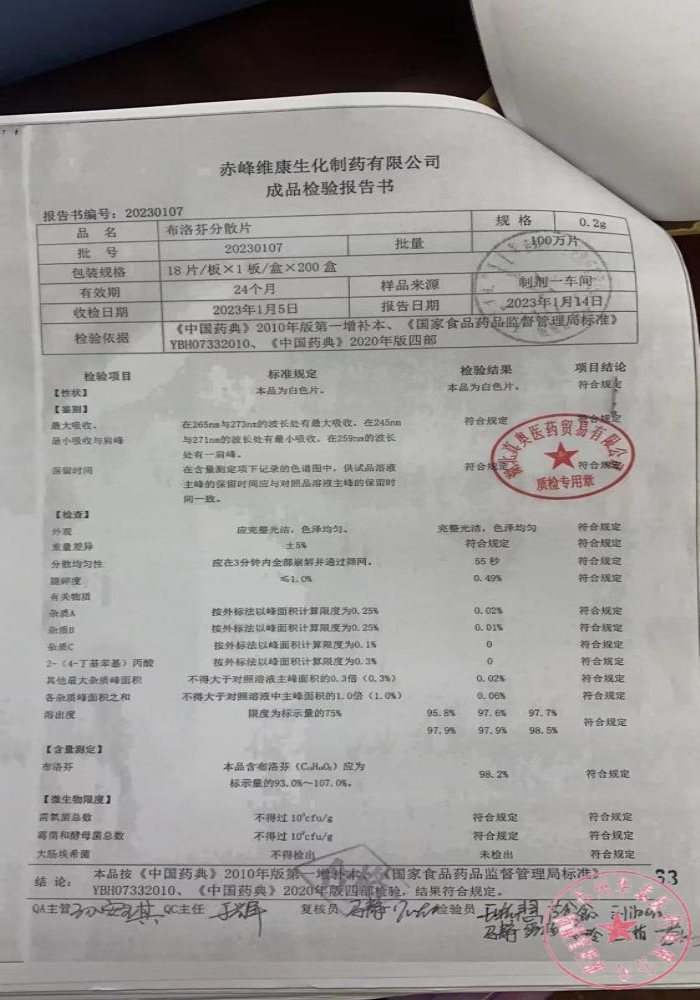 赤峰维康生化制药有限公司
成品检验报告书
报告书编号：20230107
品 名 布洛芬分散片 规 格 0.2g
批 号 20230107 批量 100万片
包装规格 18片/板×1板/盒×200盒
有效期 24个月 样品来源 制剂一车间
收检日期 2023年1月5日 报告日期 2023年1月14日
检验依据 《中国药典》2010年版第一增补本、《国家食品药品监督管理局标准》
YBH07332010、《中国药典》2020年版四部
检验项目 标准规定 检验结果 项目结论
【性状】 本品为白色片。 本品为白色片。 符合规定
【鉴别】
最大吸收、 在265nm与273nm的波长处有最大吸收，在245nm 符合规定 符合规定
最小吸收与肩峰 与271nm的波长处有最小吸收，在259nm的波长
处有一肩峰。
保留时间 在含量测定项下记录的色谱图中，供试品溶液 符合规定 符合规定
主峰的保留时间应与对照品溶液主峰的保留时
间一致。
质检专用章
【检查】
外观 应完整光洁，色泽均匀。 完整光洁，色泽均匀 符合规定
重量差异 ±5% 符合规定 符合规定
分散均匀性 应在3分钟内全部崩解并通过筛网。 55秒 符合规定
脆碎度 ≤1.0% 0.49% 符合规定
有关物质
杂质A 按外标法以峰面积计算限度为0.25% 0.02% 符合规定
杂质B 按外标法以峰面积计算限度为0.25% 0.01% 符合规定
杂质C 按外标法以峰面积计算限度为0.1% 0 符合规定
2-（4-丁基苯基）丙酸 按外标法以峰面积计算限度为0.3% 0 符合规定
其他最大杂质峰面积 不得大于对照溶液主峰面积的0.3倍（0.3%） 0.02% 符合规定
各杂质峰面积之和 不得大于对照溶液中主峰面积的1.0倍（1.0%） 0.06% 符合规定
溶出度 限度为标示量的75% 95.8% 97.6% 97.7% 符合规定
97.9% 97.9% 98.5%
【含量测定】
布洛芬 本品含布洛芬（C₁₃H₁₈O₂）应为 98.2% 符合规定
标示量的93.0%～107.0%。
【微生物限度】
需氧菌总数 不得过10³cfu/g 符合规定 符合规定
霉菌和酵母菌总数 不得过10²cfu/g 符合规定 符合规定
大肠埃希菌 不得检出 未检出 符合规定
结 论： 本品按《中国药典》2010年版第一增补本、《国家食品药品监督管理局标准》 33
YBH07332010、《中国药典》2020年版四部检验，结果符合规定。
QA主管 QC主任 复核员 马静 检验员
马静